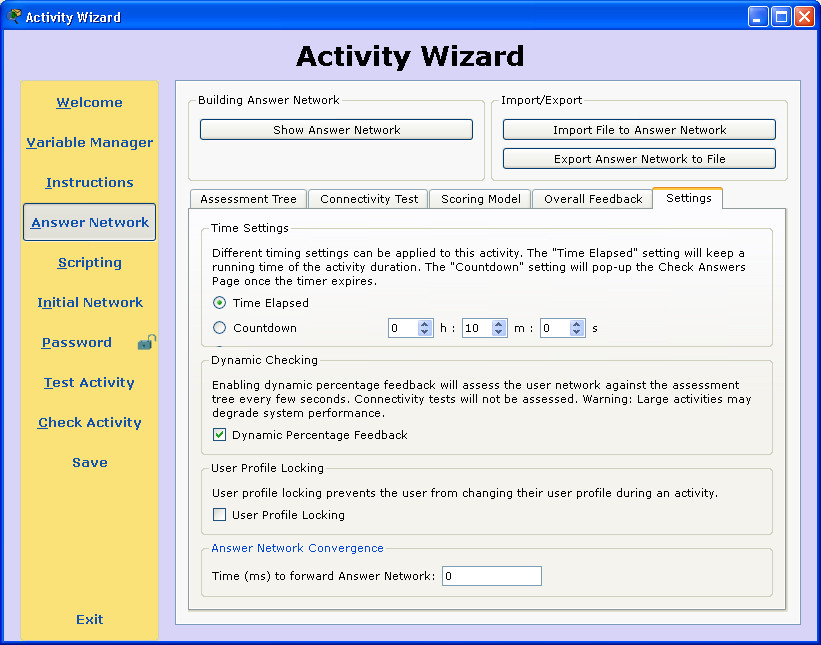 Activity Wizard
Activity Wizard
Welcome
Variable Manager
Instructions
Answer Network
Scripting
Initial Network
Password
Test Activity
Check Activity
Save
Exit
Building Answer Network
Show Answer Network
Import/Export
Import File to Answer Network
Export Answer Network to File
Assessment Tree
Connectivity Test
Scoring Model
Overall Feedback
Settings
Time Settings
Different timing settings can be applied to this activity. The "Time Elapsed" setting will keep a
running time of the activity duration. The "Countdown" setting will pop-up the Check Answers
Page once the timer expires.
Time Elapsed
Countdown 0 h : 10 m : 0 s
Dynamic Checking
Enabling dynamic percentage feedback will assess the user network against the assessment
tree every few seconds. Connectivity tests will not be assessed. Warning: Large activities may
degrade system performance.
Dynamic Percentage Feedback
User Profile Locking
User profile locking prevents the user from changing their user profile during an activity.
User Profile Locking
Answer Network Convergence
Time (ms) to forward Answer Network: 0